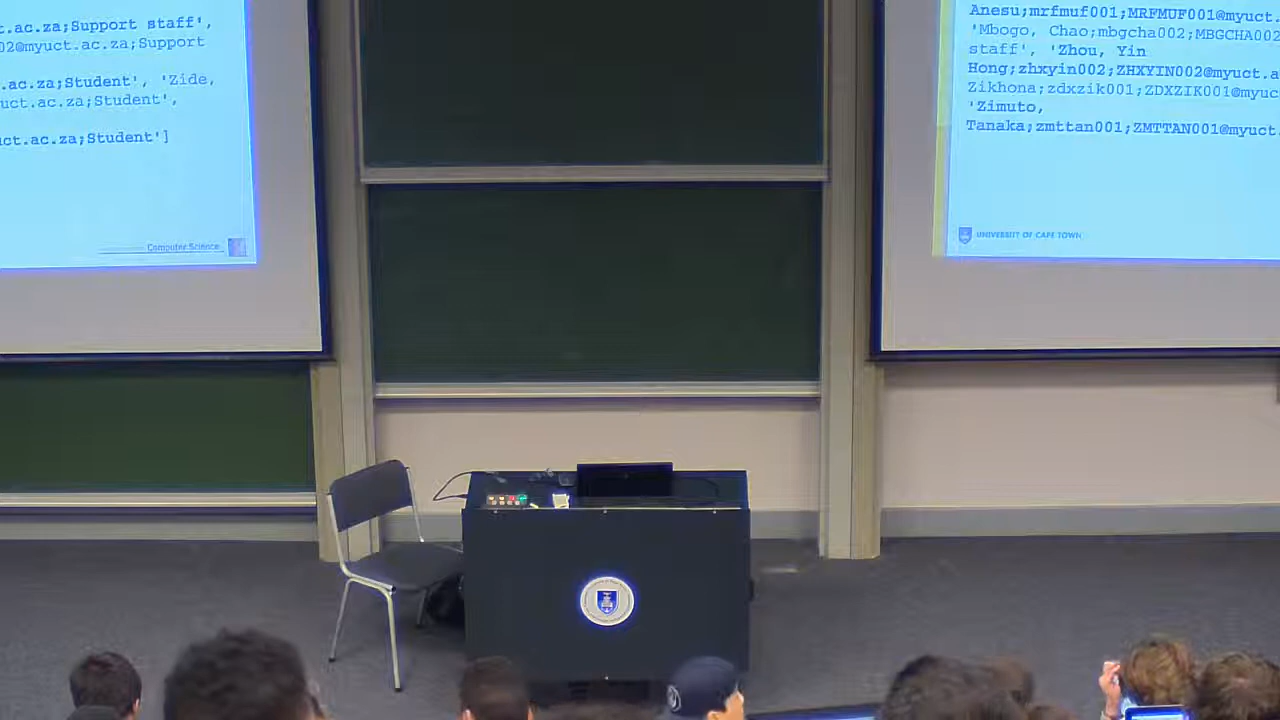 t.ac.za;Support staff',
02@myuct.ac.za;Support
.ac.za;Student', 'Zide,
uct.ac.za;Student',
uct.ac.za;Student']
Computer Science
Anesu;mrfmuf001;MRFMUF001@myuct.
'Mbogo, Chao;mbgcha002;MBGCHA002
staff', 'Zhou, Yin
Hong;zhxyin002;ZHXYIN002@myuct.a
Zikhona;zdxzik001;ZDXZIK001@myuc
'Zimuto,
Tanaka;zmttan001;ZMTTAN001@myuct.
UNIVERSITY OF CAPE TOWN